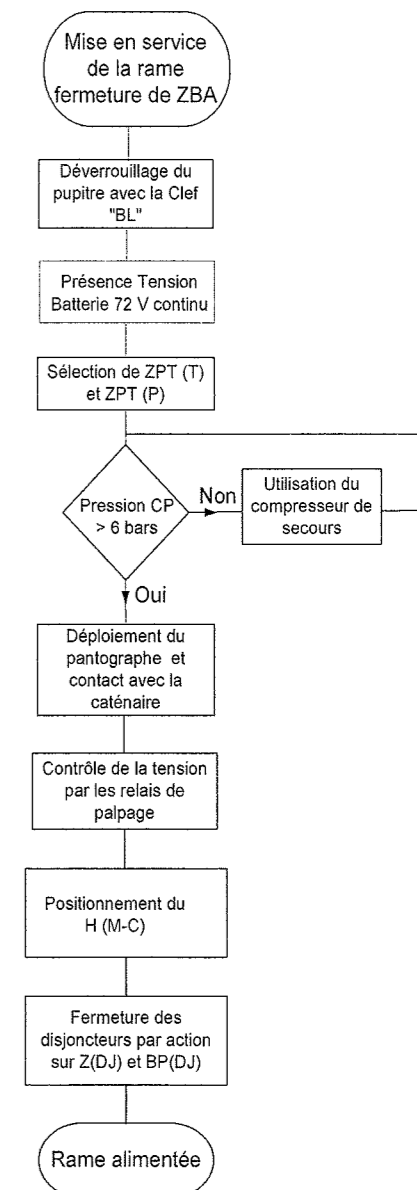 Mise en service
de la rame
fermeture de ZBA
Déverrouillage du
pupitre avec la Clef
"BL"
Présence Tension
Batterie 72 V continu
Sélection de ZPT (T)
et ZPT (P)
Pression CP
> 6 bars
Non
Utilisation du
compresseur de
secours
Oui
Déploiement du
pantographe et
contact avec la
caténaire
Contrôle de la tension
par les relais de
palpage
Positionnement du
H (M-C)
Fermeture des
disjoncteurs par action
sur Z(DJ) et BP(DJ)
Rame alimentée